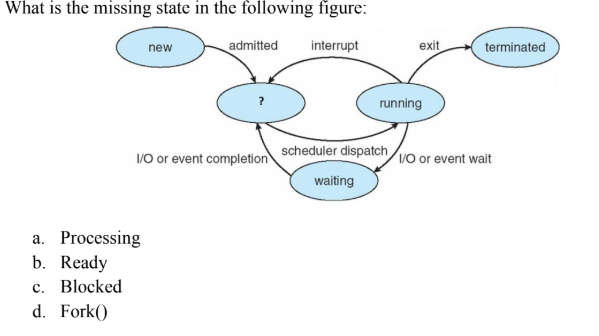 What is the missing state in the following figure:
new admitted interrupt exit terminated
? running
I/O or event completion scheduler dispatch I/O or event wait
waiting
a. Processing
b. Ready
c. Blocked
d. Fork()